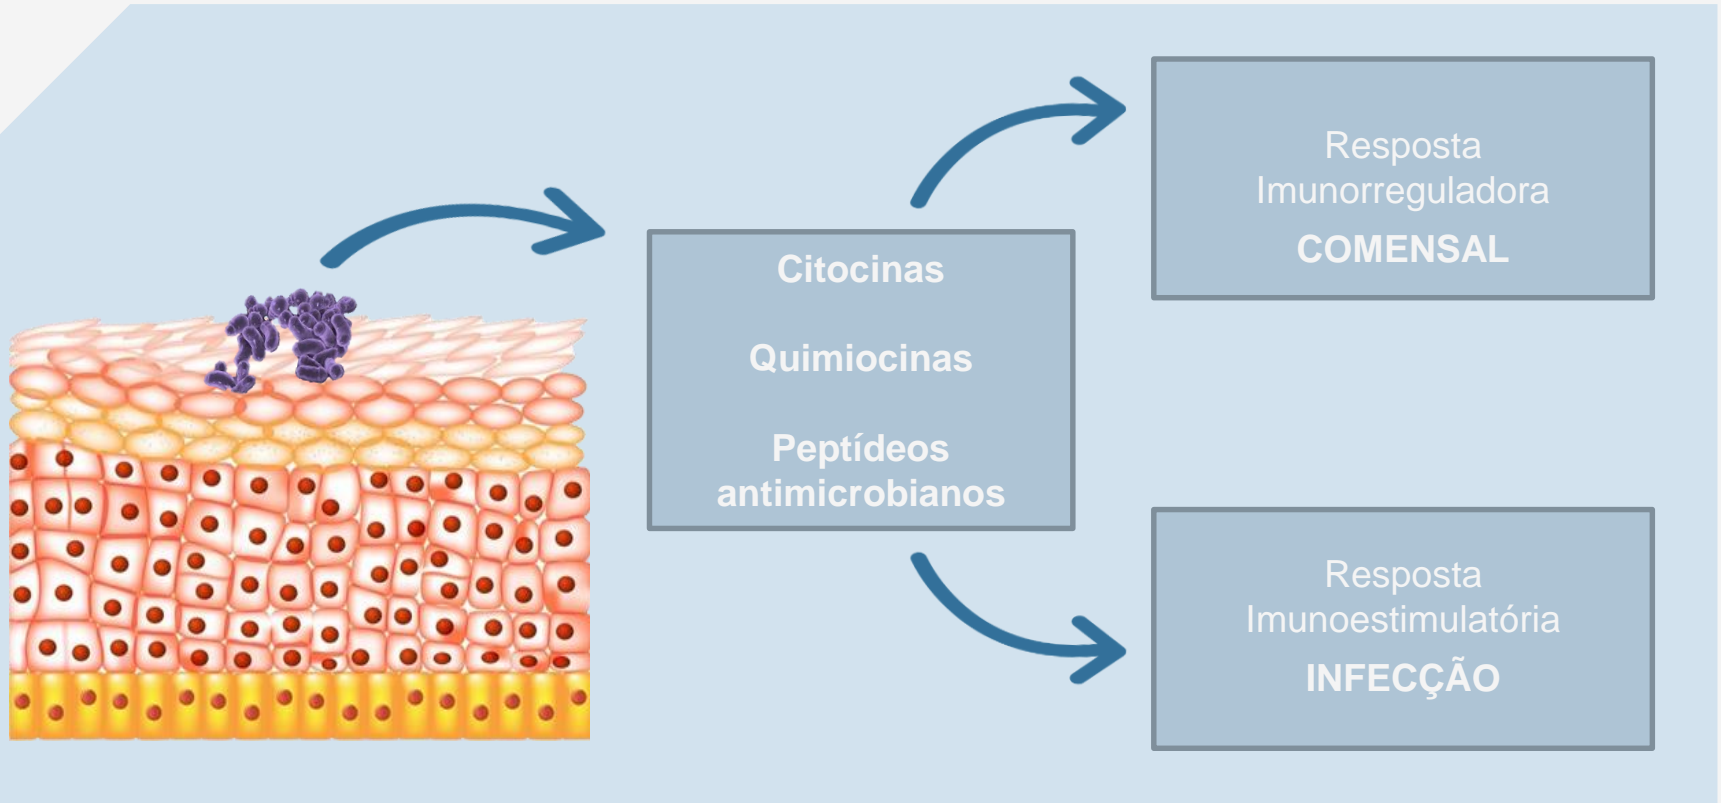 Citocinas
Quimiocinas
Peptídeos
antimicrobianos
Resposta
Imunorreguladora
COMENSAL
Resposta
Imunoestimulatória
INFECÇÃO